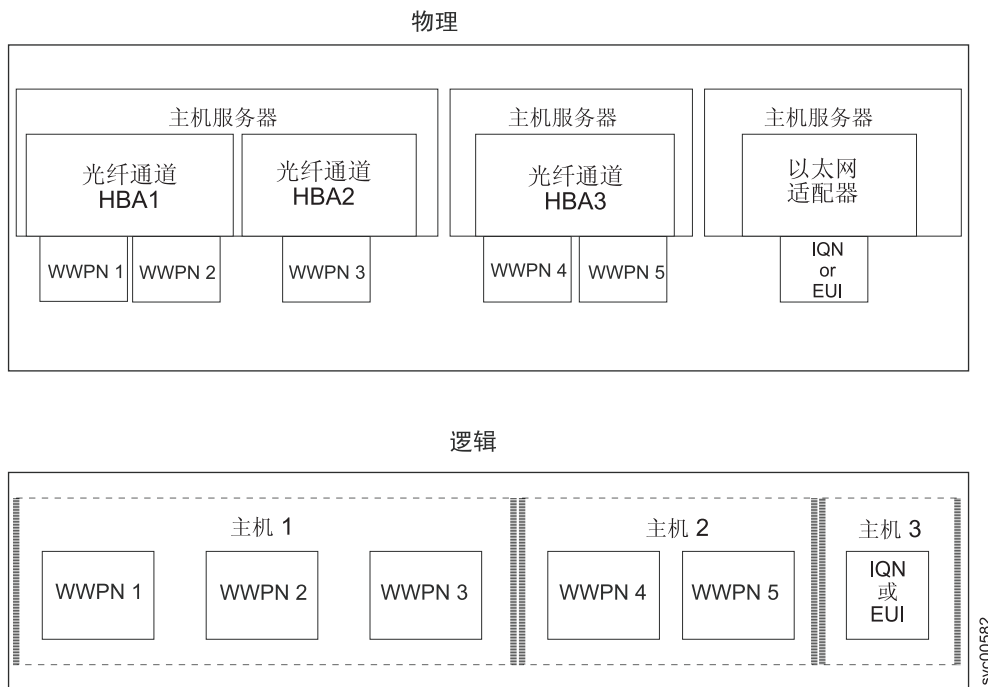 物理
主机服务器
主机服务器
主机服务器
光纤通道
HBA1
光纤通道
HBA2
光纤通道
HBA3
以太网
适配器
WWPN 1
WWPN 2
WWPN 3
WWPN 4
WWPN 5
IQN
or
EUI
逻辑
主机 1
主机 2
主机 3
WWPN 1
WWPN 2
WWPN 3
WWPN 4
WWPN 5
IQN
或
EUI
svc00582